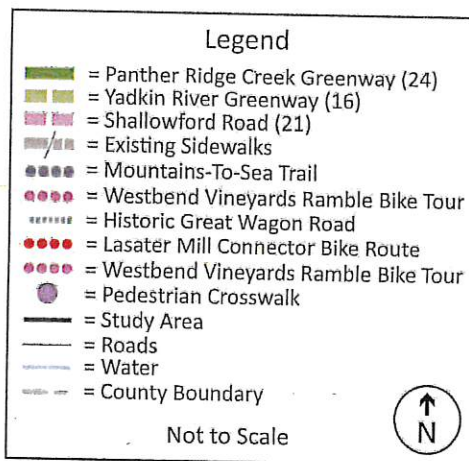 Legend
= Panther Ridge Creek Greenway (24)
= Yadkin River Greenway (16)
= Shallowford Road (21)
= Existing Sidewalks
= Mountains-To-Sea Trail
= Westbend Vineyards Ramble Bike Tour
= Historic Great Wagon Road
= Lasater Mill Connector Bike Route
= Westbend Vineyards Ramble Bike Tour
= Pedestrian Crosswalk
= Study Area
= Roads
= Water
= County Boundary
Not to Scale
N